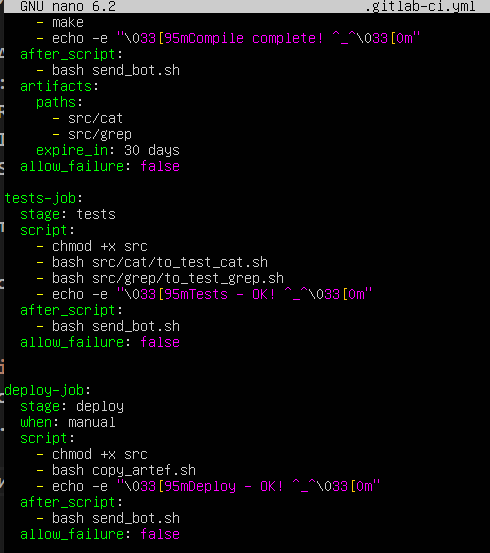 GNU nano 6.2 .gitlab-ci.yml
    - make
    - echo -e "\033[95mCompile complete! ^_^\033[0m"
  after_script:
    - bash send_bot.sh
  artifacts:
    paths:
      - src/cat
      - src/grep
    expire_in: 30 days
  allow_failure: false
tests-job:
  stage: tests
  script:
    - chmod +x src
    - bash src/cat/to_test_cat.sh
    - bash src/grep/to_test_grep.sh
    - echo -e "\033[95mTests - OK! ^_^\033[0m"
  after_script:
    - bash send_bot.sh
  allow_failure: false
deploy-job:
  stage: deploy
  when: manual
  script:
    - chmod +x src
    - bash copy_artef.sh
    - echo -e "\033[95mDeploy - OK! ^_^\033[0m"
  after_script:
    - bash send_bot.sh
  allow_failure: false